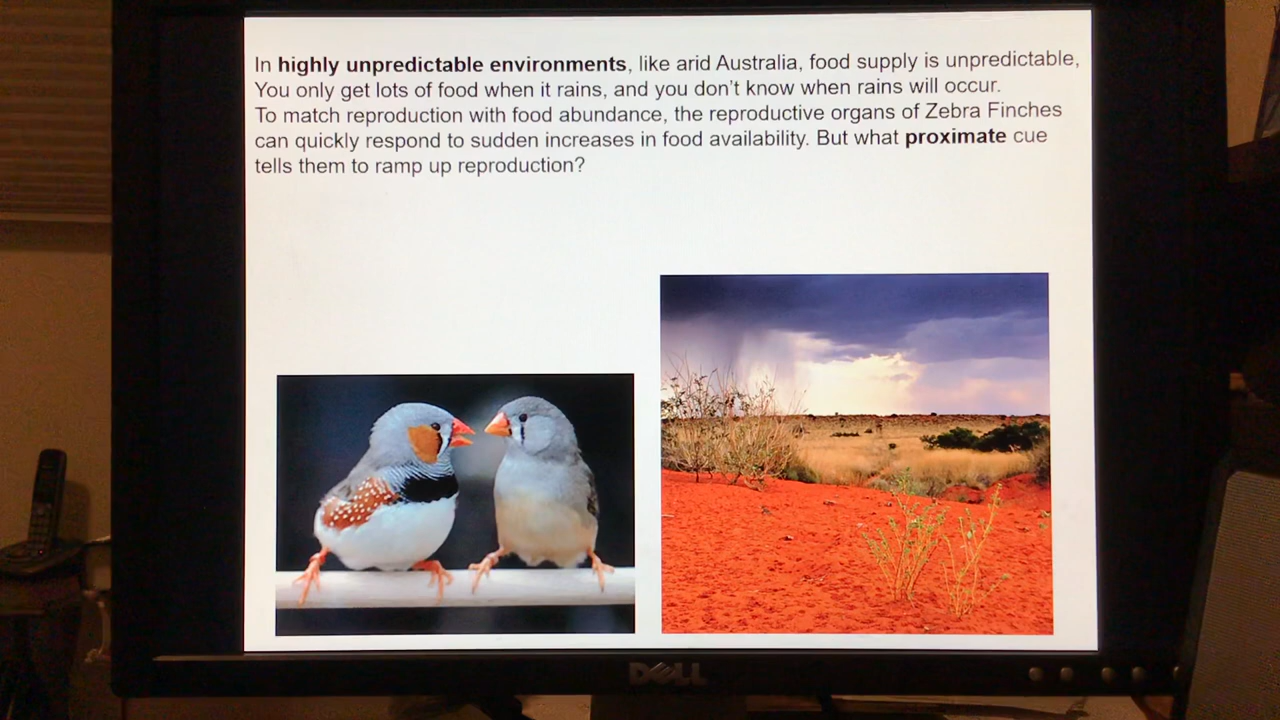 In highly unpredictable environments, like arid Australia, food supply is unpredictable,
You only get lots of food when it rains, and you don't know when rains will occur.
To match reproduction with food abundance, the reproductive organs of Zebra Finches
can quickly respond to sudden increases in food availability. But what proximate cue
tells them to ramp up reproduction?
DELL